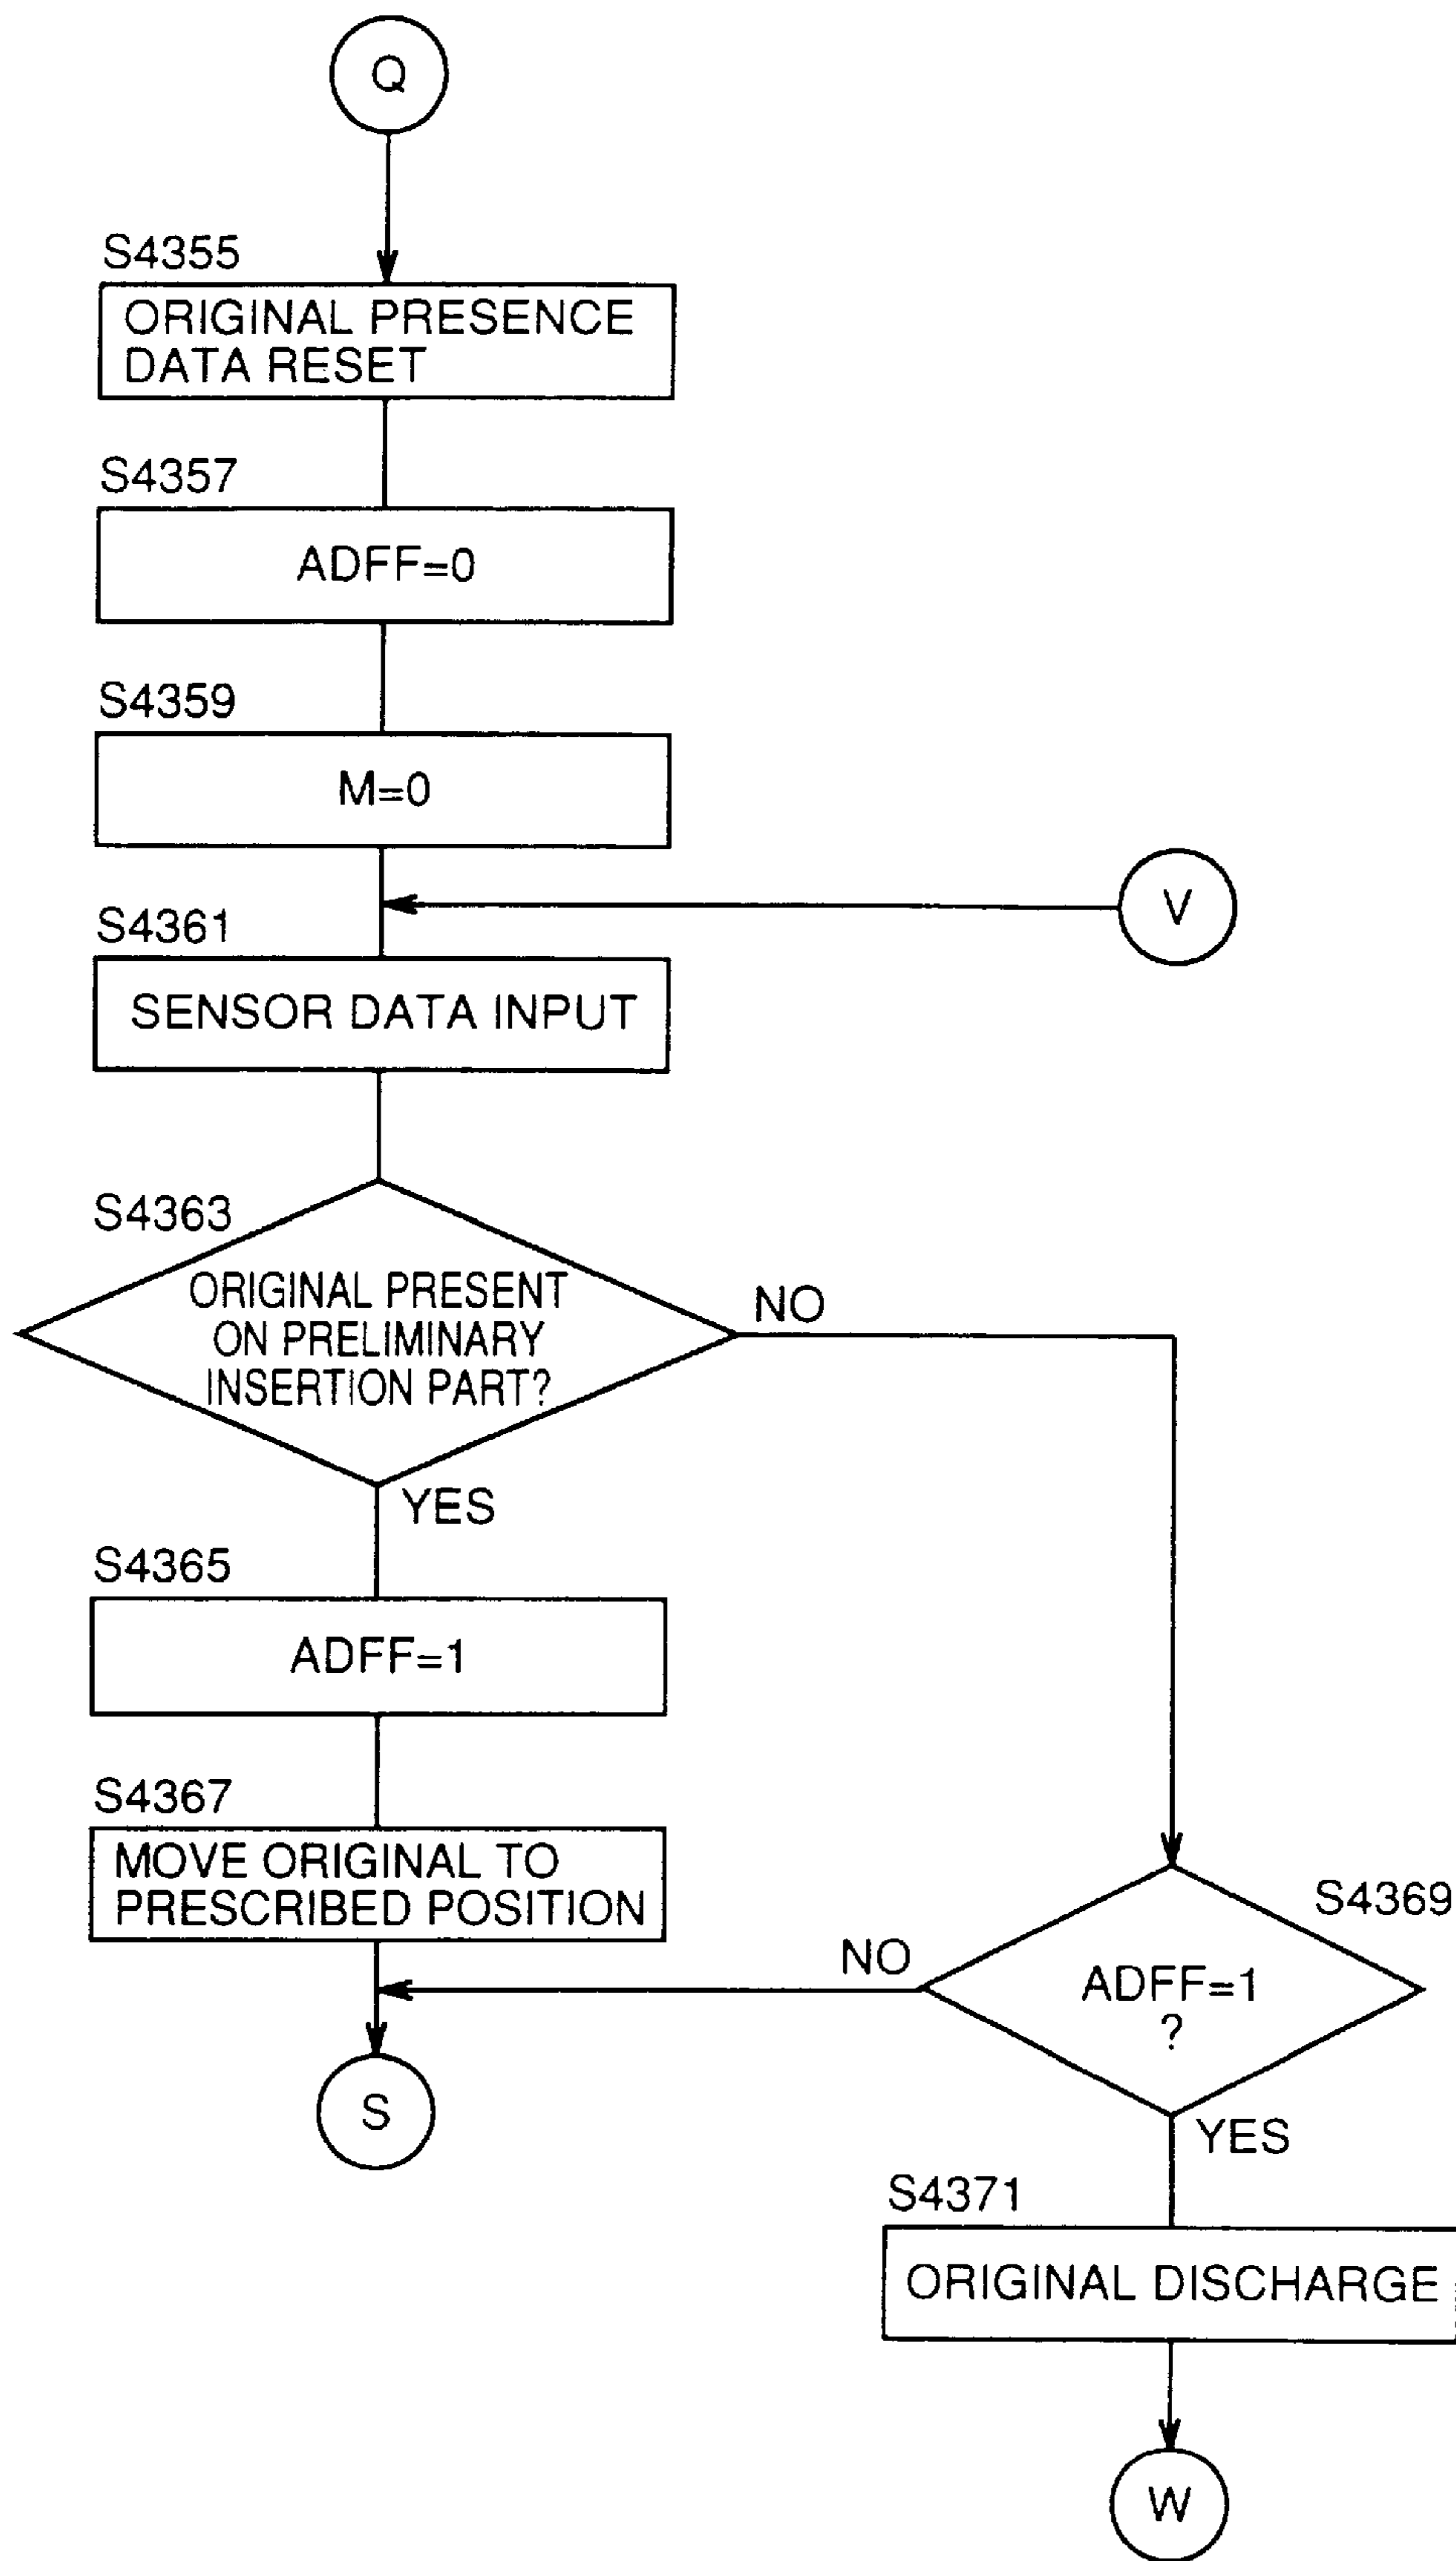 Q
S4355
ORIGINAL PRESENCE
DATA RESET
S4357
ADFF=0
S4359
M=0
V
S4361
SENSOR DATA INPUT
S4363
ORIGINAL PRESENT
ON PRELIMINARY
INSERTION PART?
NO
YES
S4365
ADFF=1
S4367
MOVE ORIGINAL TO
PRESCRIBED POSITION
S4369
NO
ADFF=1
?
S
YES
S4371
ORIGINAL DISCHARGE
W